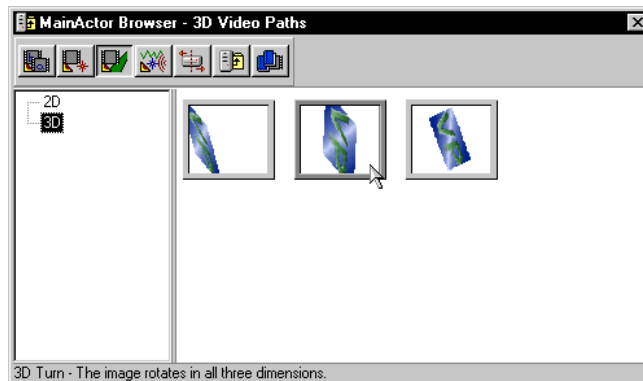 MainActor Browser - 3D Video Paths
2D
3D
3D Turn - The image rotates in all three dimensions.